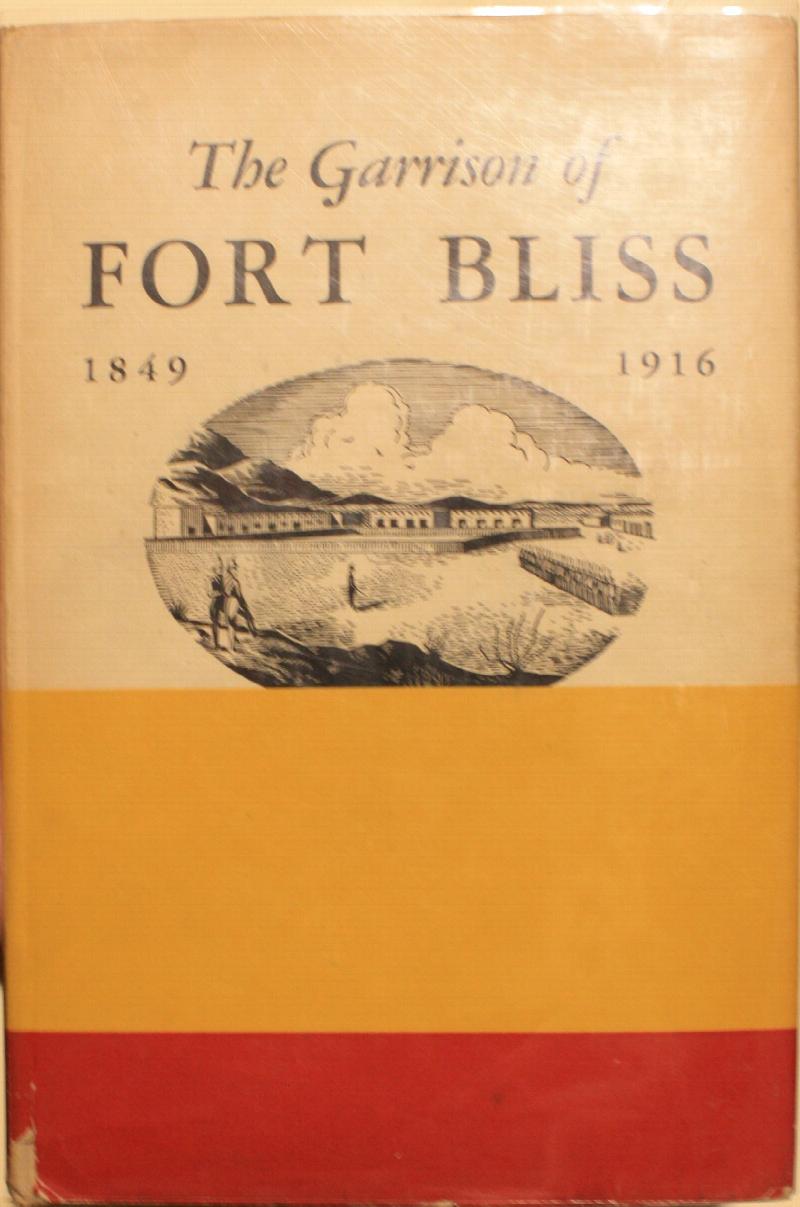 The Garrison of
FORT BLISS
1849 1916